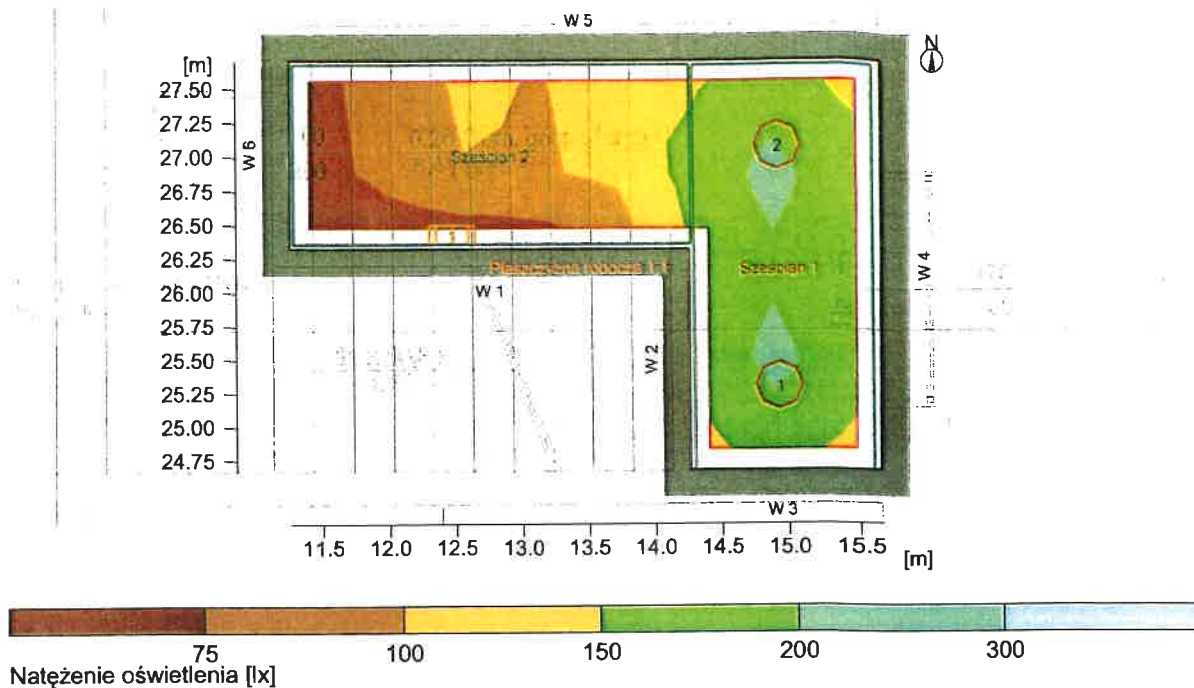 W 5
N
[m]
27.50
27.25
27.00
26.75
26.50
26.25
26.00
25.75
25.50
25.25
25.00
24.75
W 6
Sześcian 2
2
1
Płaszczyzna robocza 1.1
Sześcian 1
W 4
W 1
W 2
1
W 3
11.5 12.0 12.5 13.0 13.5 14.0 14.5 15.0 15.5
[m]
75 100 150 200 300
Natężenie oświetlenia [lx]